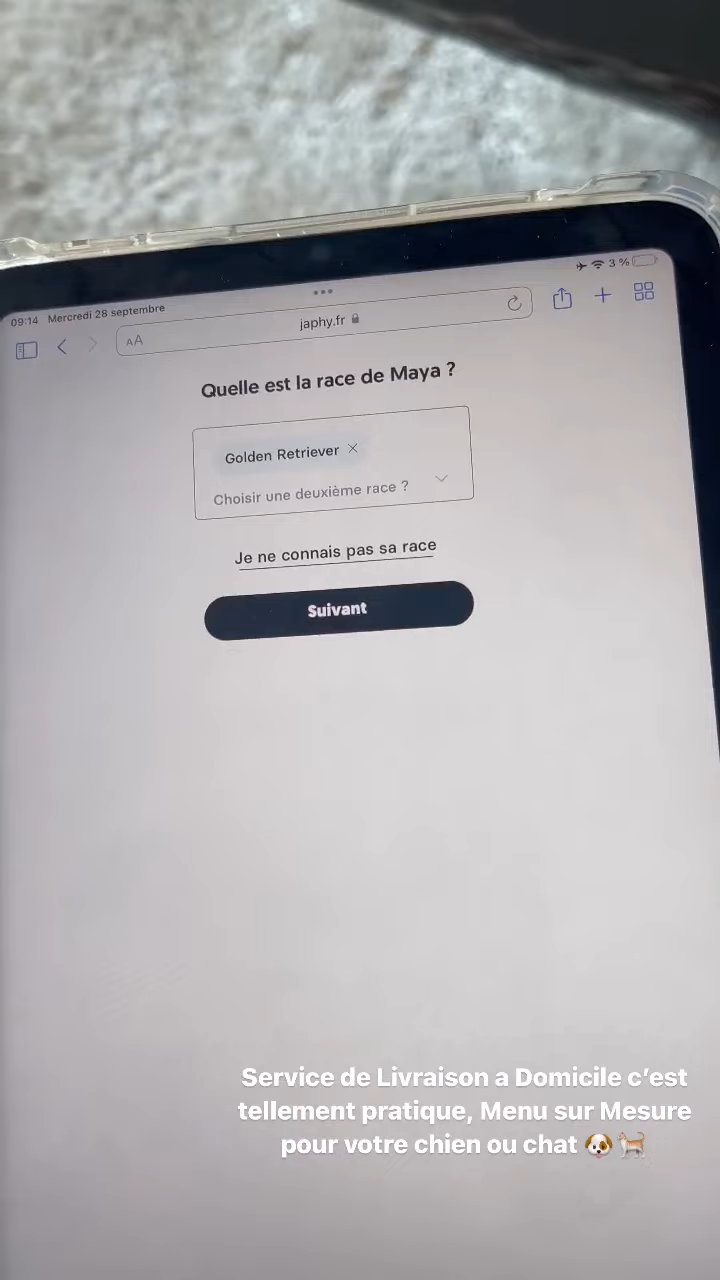 09:14 Mercredi 28 septembre
3 %
AA
japhy.fr
Quelle est la race de Maya ?
Golden Retriever
Choisir une deuxième race ?
Je ne connais pas sa race
Suivant
Service de Livraison a Domicile c’est
tellement pratique, Menu sur Mesure
pour votre chien ou chat 🐶 🐈